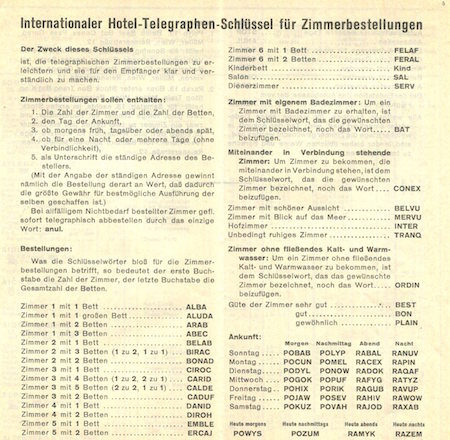 Internationaler Hotel-Telegraphen-Schlüssel für Zimmerbestellungen
Der Zweck dieses Schlüssels
ist, die telegraphischen Zimmerbestellungen zu er-
leichtern und sie für den Empfänger klar und ver-
ständlich zu machen.
Zimmerbestellungen sollen enthalten:
1. Die Zahl der Zimmer und die Zahl der Betten,
2. den Tag der Ankunft,
3. ob morgens früh, tagsüber oder abends spät,
4. ob für eine Nacht oder mehrere Tage (ohne
Verbindlichkeit),
5. als Unterschrift die ständige Adresse des Be-
stellers.
(Mit der Angabe der ständigen Adresse gewinnt
nämlich die Bestellung derart an Wert, daß dadurch
die größte Gewähr für bestmögliche Ausführung der
selben geschaffen ist.)
Bei allfälligem Nichtbedarf bestellter Zimmer gefl.
sofort telegraphisch abbestellen durch das einzige
Wort: anul.
Bestellungen:
Was die Schlüsselwörter bloß für die Zimmer-
bestellungen betrifft, so bedeutet der erste Buch-
stabe die Zahl der Zimmer, der letzte Buchstabe die
Gesamtzahl der Betten.
Zimmer 1 mit 1 Bett ALBA
Zimmer 1 mit 1 großen Bett ALUDA
Zimmer 1 mit 2 Betten ARAB
Zimmer 1 mit 3 Betten ABEC
Zimmer 2 mit 1 Bett BELAB
Zimmer 2 mit 3 Betten (1 zu 2, 1 zu 1) BIRAC
Zimmer 2 mit 2 Betten BONAD
Zimmer 3 mit 1 Bett CIROC
Zimmer 3 mit 4 Betten (1 zu 2, 2 zu 1) CARID
Zimmer 3 mit 5 Betten (2 zu 2, 1 zu 1) CALDE
Zimmer 3 mit 2 Betten CADUF
Zimmer 4 mit 1 Bett DANID
Zimmer 4 mit 2 Betten DIROH
Zimmer 5 mit 1 Bett EMBLE
Zimmer 5 mit 2 Betten ERCAJ
Zimmer 6 mit 1 Bett FELAF
Zimmer 6 mit 2 Betten FERAL
Kinderbett Kind
Salon SAL
Dienerzimmer SERV
Zimmer mit eigenem Badezimmer: Um ein
Zimmer mit Badezimmer zu erhalten, ist
dem Schlüsselwort, das die gewünschten
Zimmer bezeichnet, noch das Wort BAT
beizufügen.
Miteinander in Verbindung stehende
Zimmer: Um Zimmer zu bekommen, die
miteinander in Verbindung stehen, ist dem
Schlüsselwort, das die gewünschten
Zimmer bezeichnet, noch das Wort CONEX
beizufügen.
Zimmer mit schöner Aussicht BELVU
Zimmer mit Blick auf das Meer MERVU
Hofzimmer INTER
Unbedingt ruhiges Zimmer TRANQ
Zimmer ohne fließendes Kalt- und Warm-
wasser: Um ein Zimmer ohne fließendes
Kalt- und Warmwasser zu bekommen, ist
dem Schlüsselwort, das das gewünschte
Zimmer bezeichnet, noch das Wort ORDIN
beizufügen.
Güte der Zimmer sehr gut BEST
gut BON
gewöhnlich PLAIN
Ankunft:
Morgen Nachmittag Abend Nacht
Sonntag POBAB POLYP RABAL RANUV
Montag POCUN POMEL RACEX RAPIN
Dienstag PODYL PONOW RADOK RAQAF
Mittwoch POGOK POPUF RAFYG RATYZ
Donnerstag POHIX PORIK RAGUB RAVUP
Freitag POJAW POSEV RAHIV RAWOW
Samstag POKUZ POVAH RAJOD RAXAB
Heute morgens Heute nachmittags Heute abends Heute nachts
POWYS POZUM RAMYK RAZEM